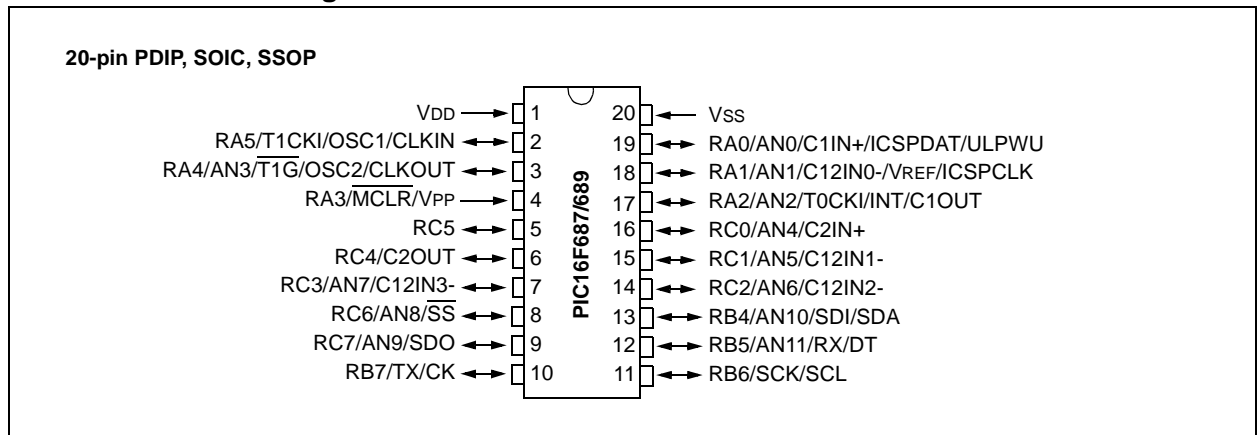 20-pin PDIP, SOIC, SSOP
VDD 1 20 VSS
RA5/T1CKI/OSC1/CLKIN 2 19 RA0/AN0/C1IN+/ICSPDAT/ULPWU
RA4/AN3/T1G/OSC2/CLKOUT 3 18 RA1/AN1/C12IN0-/VREF/ICSPCLK
RA3/MCLR/VPP 4 17 RA2/AN2/T0CKI/INT/C1OUT
RC5 5 16 RC0/AN4/C2IN+
RC4/C2OUT 6 15 RC1/AN5/C12IN1-
RC3/AN7/C12IN3- 7 14 RC2/AN6/C12IN2-
RC6/AN8/SS 8 13 RB4/AN10/SDI/SDA
RC7/AN9/SDO 9 12 RB5/AN11/RX/DT
RB7/TX/CK 10 11 RB6/SCK/SCL
PIC16F687/689